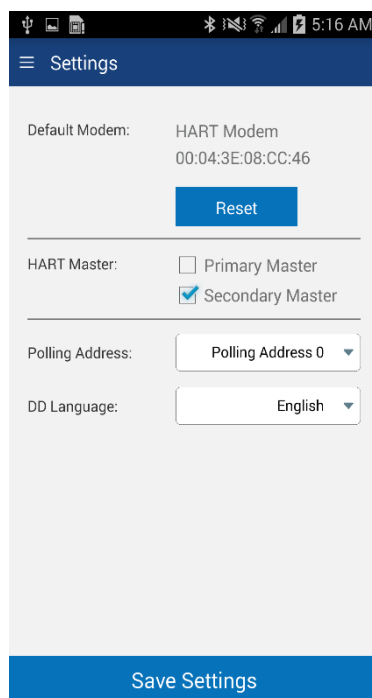 5:16 AM
Settings
Default Modem: HART Modem
00:04:3E:08:CC:46
Reset
HART Master: Primary Master
Secondary Master
Polling Address: Polling Address 0
DD Language: English
Save Settings